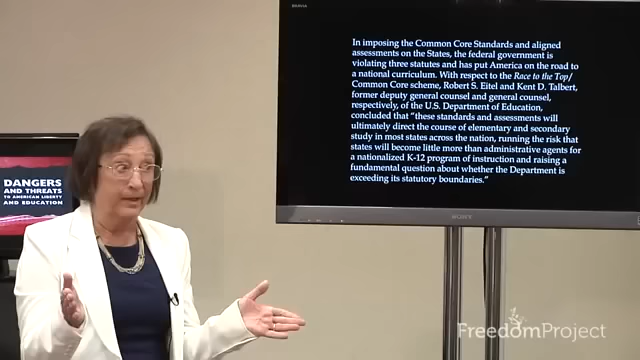 In imposing the Common Core Standards and aligned
assessments on the States, the federal government is
violating three statutes and has put America on the road to
a national curriculum. With respect to the Race to the Top/
Common Core scheme, Robert S. Eitel and Kent D. Talbert,
former deputy general counsel and general counsel,
respectively, of the U.S. Department of Education,
concluded that “these standards and assessments will
ultimately direct the course of elementary and secondary
study in most states across the nation, running the risk that
states will become little more than administrative agents for
a nationalized K-12 program of instruction and raising a
fundamental question about whether the Department is
exceeding its statutory boundaries.”
SONY
DANGERS
AND THREATS
TO AMERICAN LIBERTY
AND EDUCATION
FreedomProject